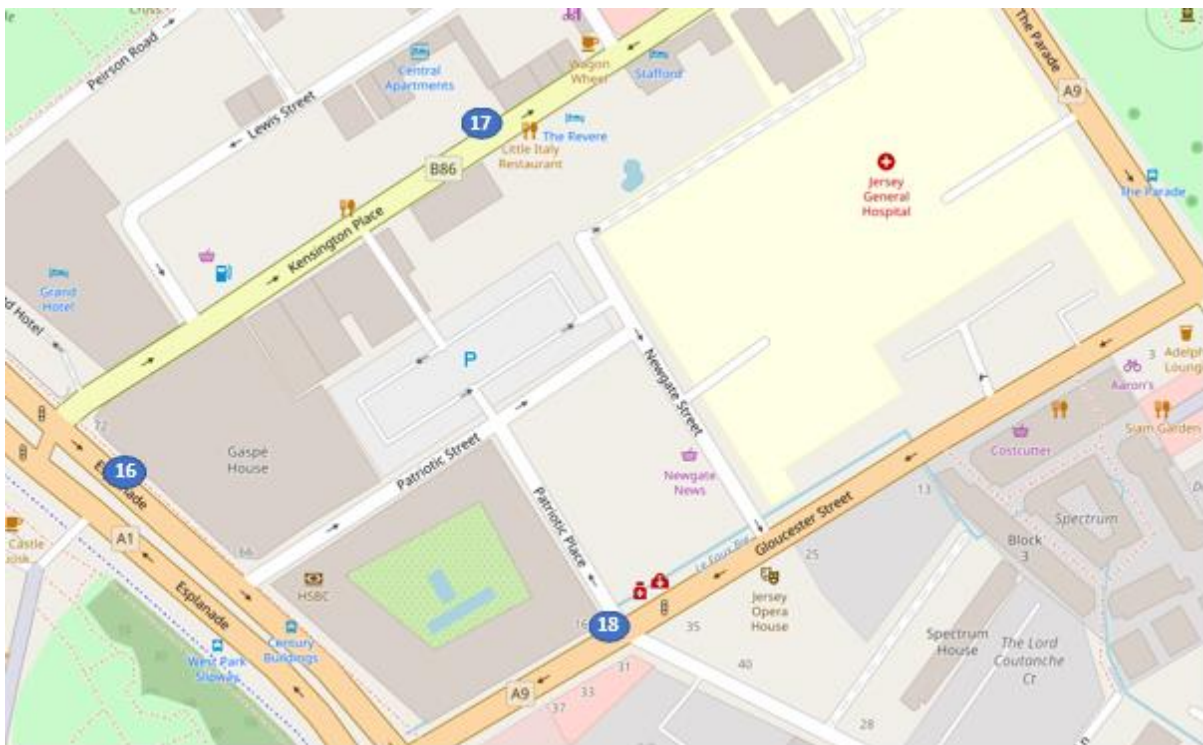 Peirson Road
Lewis Street
Central
Apartments
Wagon
Wheel
Stafford
The Parade
A9
17
Little Italy
Restaurant
The Revere
B86
Jersey
General
Hospital
The Parade
Kensington Place
Grand
Hotel
P
Newgate Street
3
Aaron's
Siam Garden
Costcutter
72
Gaspé
House
16
Esplanade
Patriotic Street
Newgate
News
13
Spectrum
Block
3
A1
Castle
66
HSBC
Patriotic Place
Gloucester Street
25
Esplanade
Century
Buildings
West Park
Slipway
16
18
35
Jersey
Opera
House
Spectrum
House
The Lord
Coutanche
Ct
40
31
A9
33
37
28